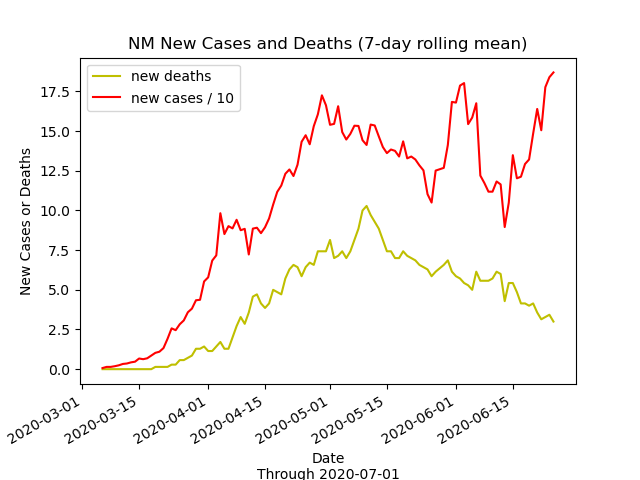 NM New Cases and Deaths (7-day rolling mean)
new deaths
new cases / 10
New Cases or Deaths
17.5
15.0
12.5
10.0
7.5
5.0
2.5
0.0
2020-03-01
2020-03-15
2020-04-01
2020-04-15
2020-05-01
2020-05-15
2020-06-01
2020-06-15
Date
Through 2020-07-01